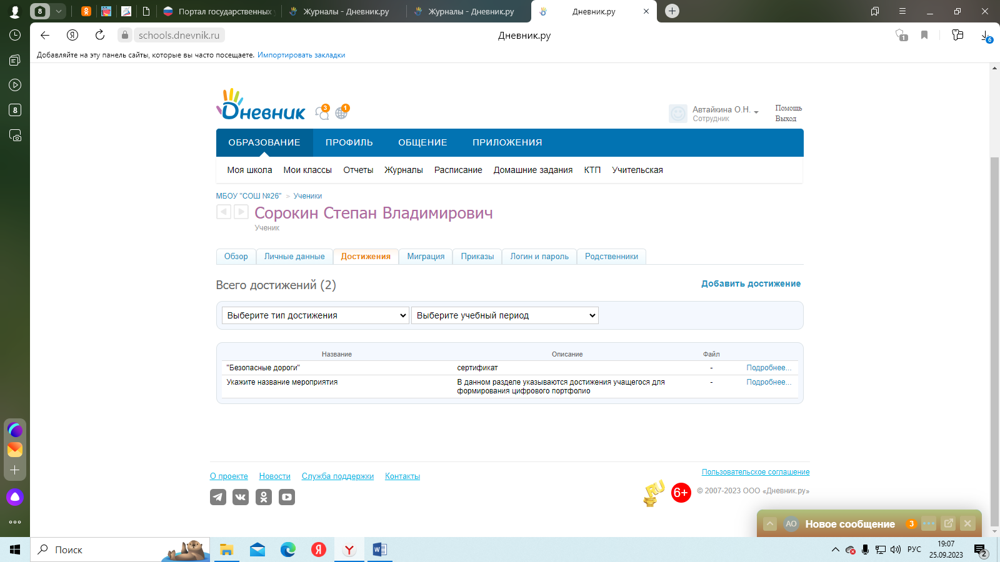 8
Портал государственных
Журналы - Дневник.ру
Журналы - Дневник.ру
Дневник.ру
schools.dnevnik.ru
Дневник.ру
1
6
Добавляйте на эту панель сайты, которые вы часто посещаете. Импортировать закладки
8
Дневник
3
1
Автайкина О.Н.
Сотрудник
Помощь
Выход
ОБРАЗОВАНИЕ ПРОФИЛЬ ОБЩЕНИЕ ПРИЛОЖЕНИЯ
Моя школа Мои классы Отчеты Журналы Расписание Домашние задания КТП Учительская
МБОУ "СОШ №26" > Ученики
Сорокин Степан Владимирович
Ученик
Обзор Личные данные Достижения Миграция Приказы Логин и пароль Родственники
Всего достижений (2)
Добавить достижение
Выберите тип достижения Выберите учебный период
Название Описание Файл
"Безопасные дороги" сертификат - Подробнее...
Укажите название мероприятия В данном разделе указываются достижения учащегося для - Подробнее...
формирования цифрового портфолио
О проекте Новости Служба поддержки Контакты
Пользовательское соглашение
RU
6+
© 2007-2023 ООО «Дневник.ру»
АО Новое сообщение 3
Поиск
Я
Y
W
РУС
19:07
25.09.2023
2